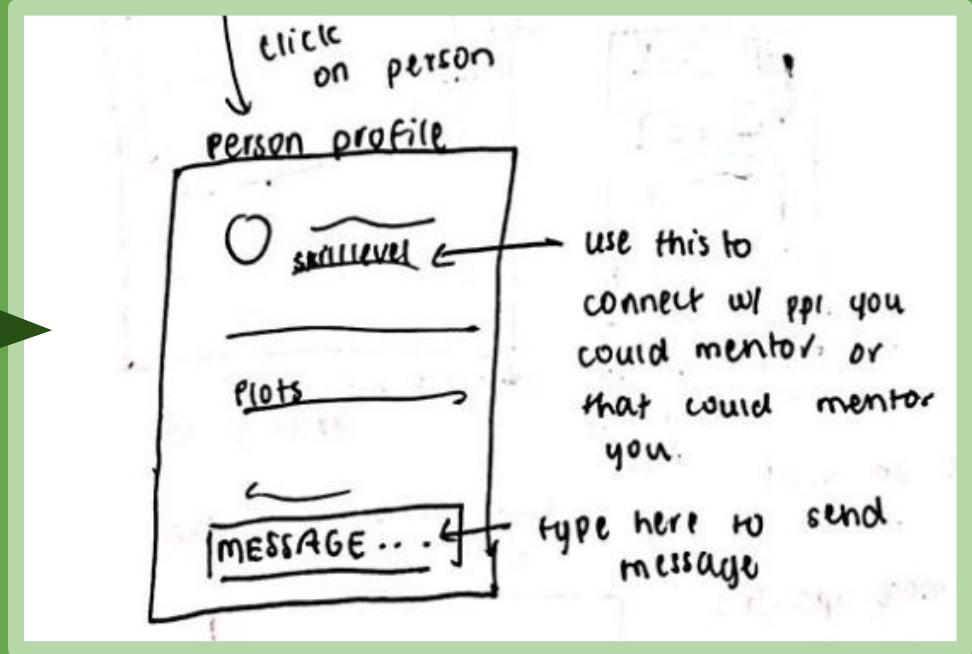 click
on person
person profile
skill level
Plots
MESSAGE...
use this to
connect w/ ppl. you
could mentor, or
that could mentor
you.
type here to send
message